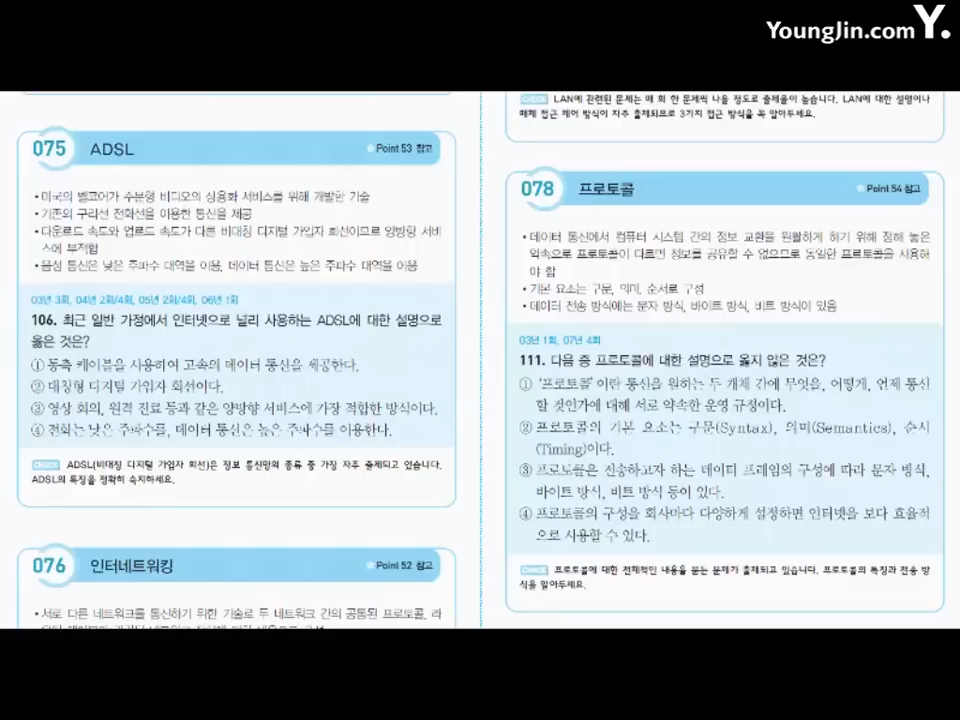 YoungJin.com Y.
075 ADSL Point 53 참고
• 미국의 벨코어가 주문형 비디오의 상용화 서비스를 위해 개발한 기술
• 기존의 구리선 전화선을 이용한 통신을 제공
• 다운로드 속도와 업로드 속도가 다른 비대칭 디지털 가입자 회선이므로 양방향 서비
스에 부적합
• 음성 통신은 낮은 주파수 대역을 이용, 데이터 통신은 높은 주파수 대역을 이용
03년 3회, 04년 2회/4회, 05년 2회/4회, 06년 1회
106. 최근 일반 가정에서 인터넷으로 널리 사용하는 ADSL에 대한 설명으로
옳은 것은?
① 동축 케이블을 사용하여 고속의 데이터 통신을 제공한다.
② 대칭형 디지털 가입자 회선이다.
③ 영상 회의, 원격 진료 등과 같은 양방향 서비스에 가장 적합한 방식이다.
④ 전화는 낮은 주파수를, 데이터 통신은 높은 주파수를 이용한다.
CHECK ADSL(비대칭 디지털 가입자 회선)은 정보 통신망의 종류 중 가장 자주 출제되고 있습니다.
ADSL의 특징을 정확히 숙지하세요.
076 인터네트워킹 Point 52 참고
• 서로 다른 네트워크를 통신하기 위한 기술로 두 네트워크 간의 공통된 프로토콜, 라
CHECK LAN에 관련된 문제는 매 회 한 문제씩 나올 정도로 출제율이 높습니다. LAN에 대한 설명이나
매체 접근 제어 방식이 자주 출제되므로 3가지 접근 방식을 꼭 알아두세요.
078 프로토콜 Point 54 참고
• 데이터 통신에서 컴퓨터 시스템 간의 정보 교환을 원활하게 하기 위해 정해 놓은
약속으로 프로토콜이 다르면 정보를 공유할 수 없으므로 동일한 프로토콜을 사용해
야 함
• 기본 요소는 구문, 의미, 순서로 구성
• 데이터 전송 방식에는 문자 방식, 바이트 방식, 비트 방식이 있음
03년 1회, 07년 4회
111. 다음 중 프로토콜에 대한 설명으로 옳지 않은 것은?
① '프로토콜' 이란 통신을 원하는 두 개체 간에 무엇을, 어떻게, 언제 통신
할 것인가에 대해 서로 약속한 운영 규정이다.
② 프로토콜의 기본 요소는 구문(Syntax), 의미(Semantics), 순서
(Timing)이다.
③ 프로토콜은 전송하고자 하는 데이터 프레임의 구성에 따라 문자 방식,
바이트 방식, 비트 방식 등이 있다.
④ 프로토콜의 구성을 회사마다 다양하게 설정하면 인터넷을 보다 효율적
으로 사용할 수 있다.
CHECK 프로토콜에 대한 전체적인 내용을 묻는 문제가 출제되고 있습니다. 프로토콜의 특징과 전송 방
식을 알아두세요.